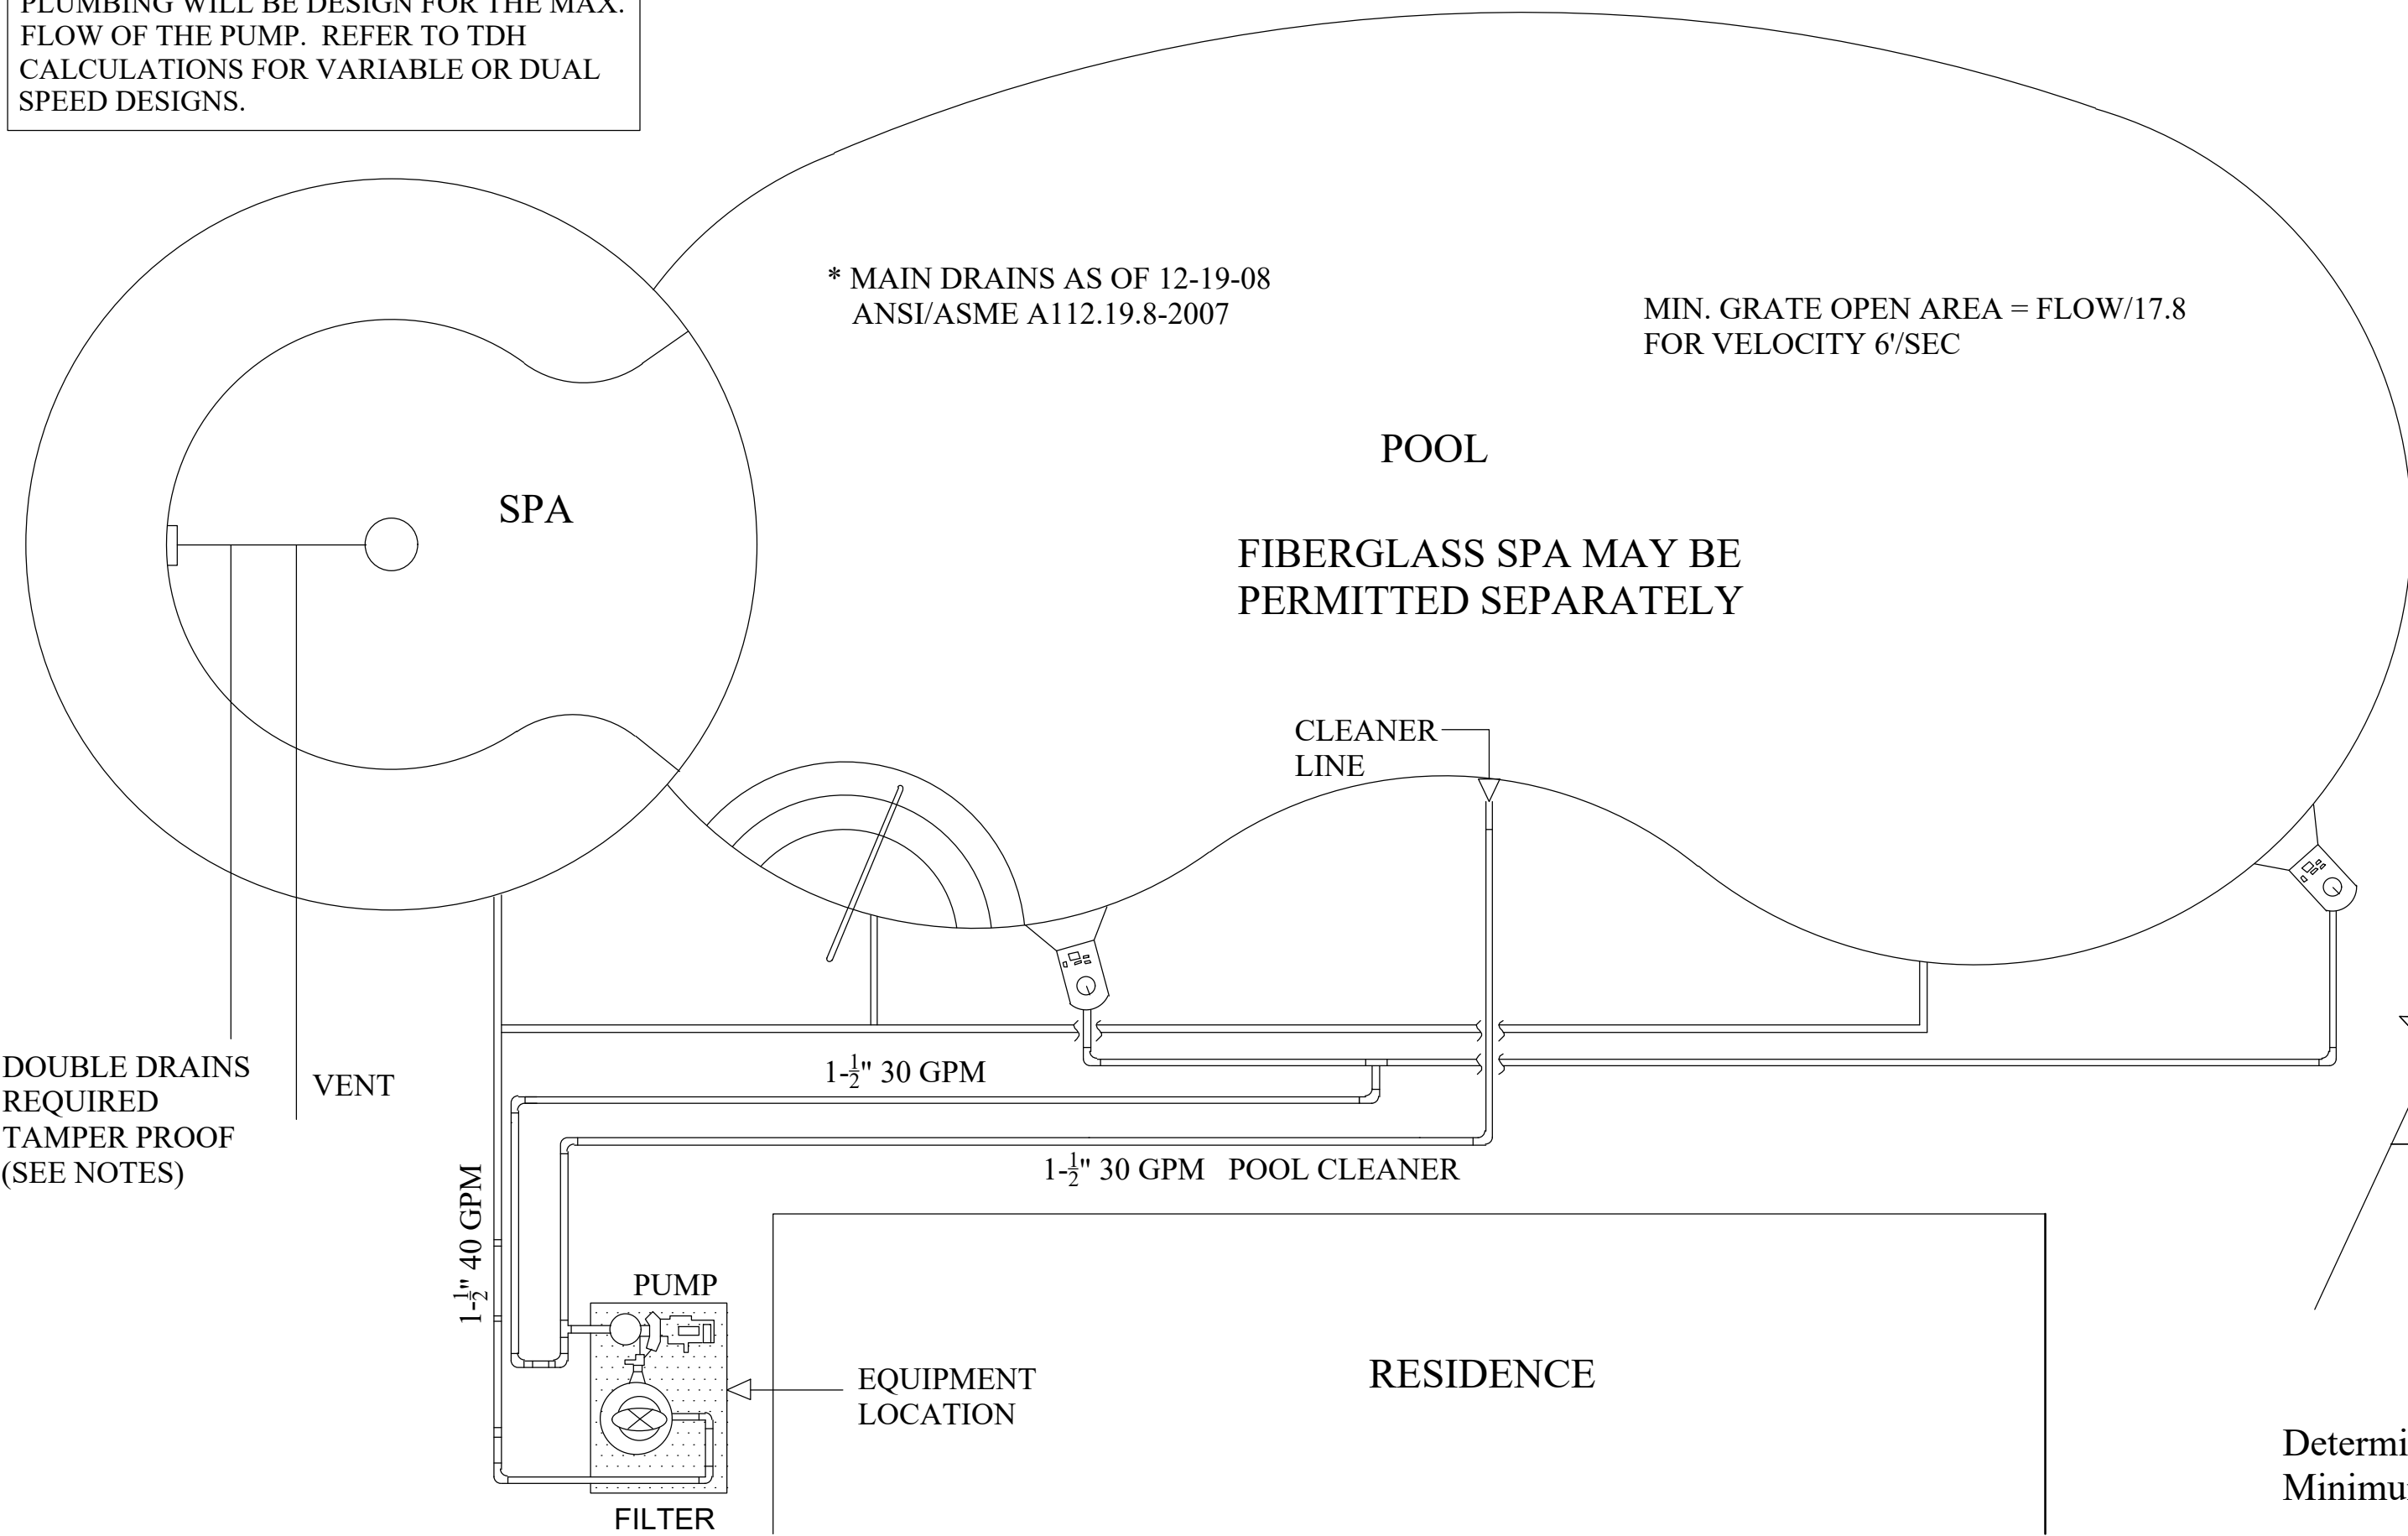 PLUMBING WILL BE DESIGN FOR THE MAX.
FLOW OF THE PUMP. REFER TO TDH
CALCULATIONS FOR VARIABLE OR DUAL
SPEED DESIGNS.
* MAIN DRAINS AS OF 12-19-08
ANSI/ASME A112.19.8-2007
MIN. GRATE OPEN AREA = FLOW/17.8
FOR VELOCITY 6'/SEC
POOL
SPA
FIBERGLASS SPA MAY BE
PERMITTED SEPARATELY
CLEANER
LINE
DOUBLE DRAINS
REQUIRED
TAMPER PROOF
(SEE NOTES)
VENT
1-1/2" 30 GPM
1-1/2" 30 GPM POOL CLEANER
1-1/2" 40 GPM
PUMP
EQUIPMENT
LOCATION
RESIDENCE
FILTER